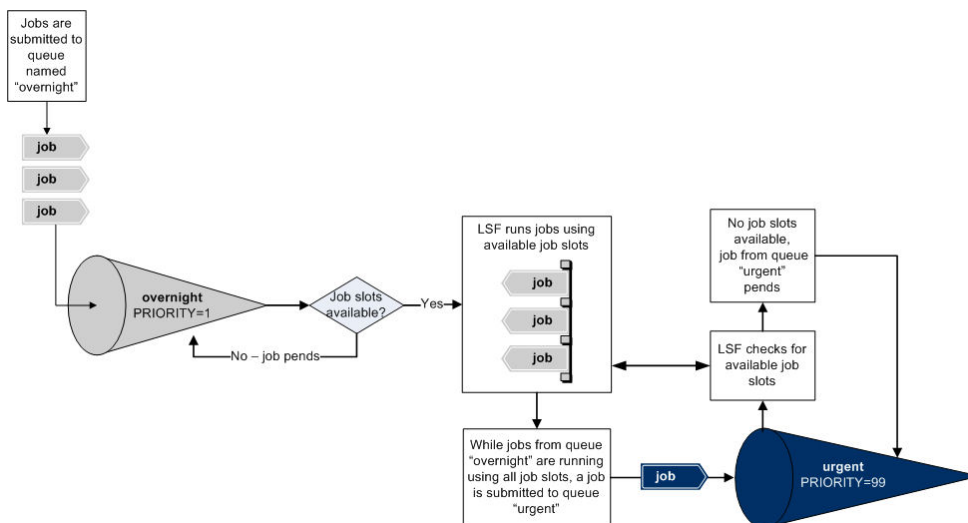 Jobs are
submitted to
queue
named
“overnight”
job
job
job
overnight
PRIORITY=1
Job slots
available?
Yes
No – job pends
LSF runs jobs using
available job slots
job
job
job
While jobs from queue
“overnight” are running
using all job slots, a job
is submitted to queue
“urgent”
job
urgent
PRIORITY=99
LSF checks for
available job
slots
No job slots
available,
job from queue
“urgent”
pends